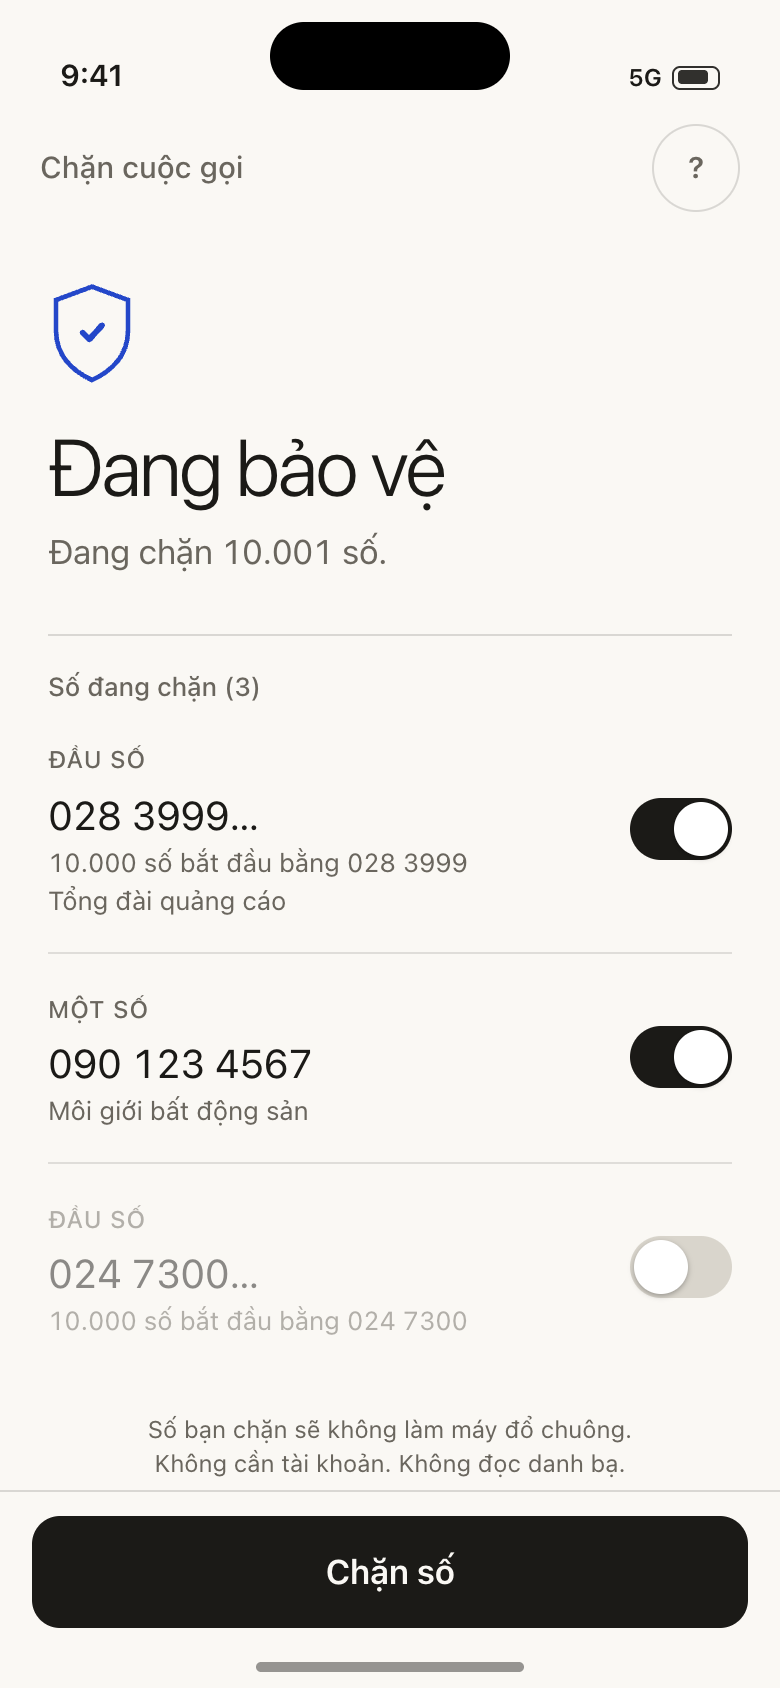 9:41
5G
Chặn cuộc gọi
?
Đang bảo vệ
Đang chặn 10.001 số.
Số đang chặn (3)
ĐẦU SỐ
028 3999...
10.000 số bắt đầu bằng 028 3999
Tổng đài quảng cáo
MỘT SỐ
090 123 4567
Môi giới bất động sản
ĐẦU SỐ
024 7300...
10.000 số bắt đầu bằng 024 7300
Số bạn chặn sẽ không làm máy đổ chuông.
Không cần tài khoản. Không đọc danh bạ.
Chặn số